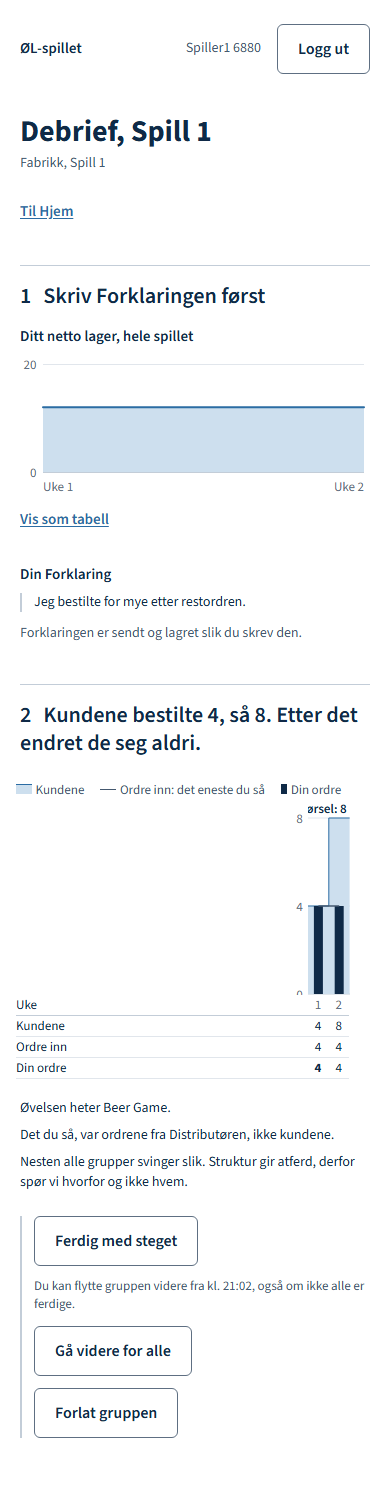 ØL-spillet
Spiller1 6880
Logg ut
Debrief, Spill 1
Fabrikk, Spill 1
Til Hjem
1 Skriv Forklaringen først
Ditt netto lager, hele spillet
20
0
Uke 1 Uke 2
Vis som tabell
Din Forklaring
Jeg bestilte for mye etter restordren.
Forklaringen er sendt og lagret slik du skrev den.
2 Kundene bestilte 4, så 8. Etter det
endret de seg aldri.
Kundene Ordre inn: det eneste du så Din ordre
ørsel: 8
8
4
0
Uke 1 2
Kundene 4 8
Ordre inn 4 4
Din ordre 4 4
Øvelsen heter Beer Game.
Det du så, var ordrene fra Distributøren, ikke kundene.
Nesten alle grupper svinger slik. Struktur gir atferd, derfor
spør vi hvorfor og ikke hvem.
Ferdig med steget
Du kan flytte gruppen videre fra kl. 21:02, også om ikke alle er
ferdige.
Gå videre for alle
Forlat gruppen